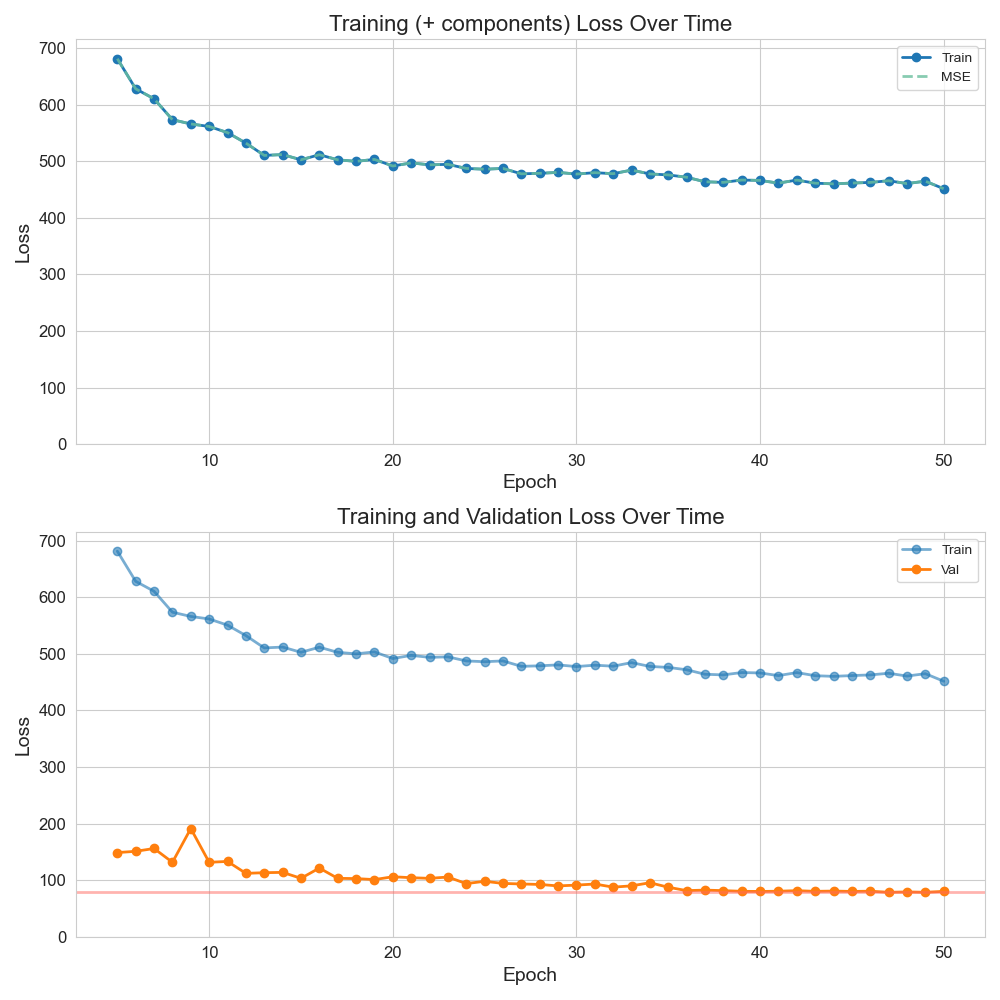 Training (+ components) Loss Over Time
Train
MSE
700
600
500
400
300
200
100
0
Loss
10 20 30 40 50
Epoch
Training and Validation Loss Over Time
Train
Val
700
600
500
400
300
200
100
0
Loss
10 20 30 40 50
Epoch